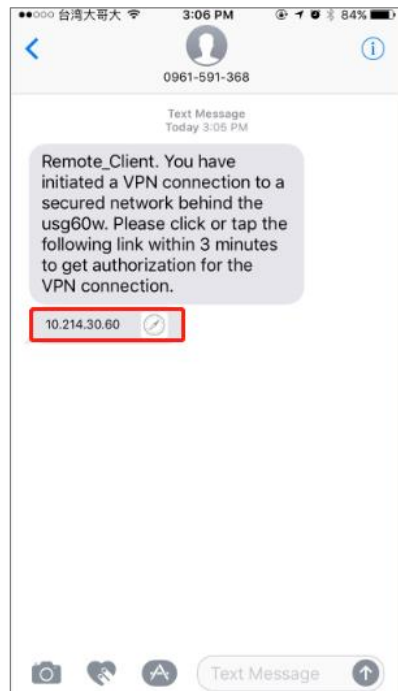 台湾大哥大 3:06 PM 84%
0961-591-368
Text Message
Today 3:05 PM
Remote_Client. You have
initiated a VPN connection to a
secured network behind the
usg60w. Please click or tap the
following link within 3 minutes
to get authorization for the
VPN connection.
10.214.30.60
Text Message